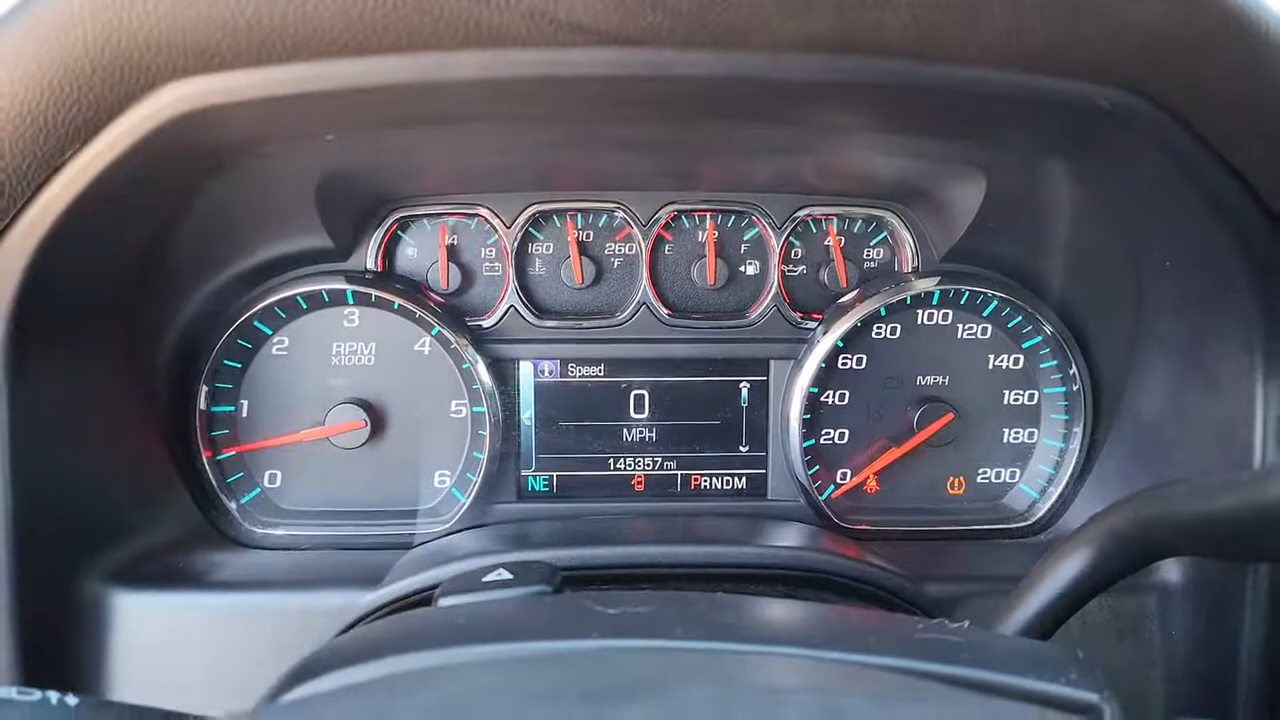 14 19
160 210 260
°F
E 1/2 F
0 40 80
psi
0 1 2 3 4 5 6
RPM
x1000
Speed
0
MPH
145357 mi
NE
PRNDM
0 20 40 60 80 100 120 140 160 180 200
MPH